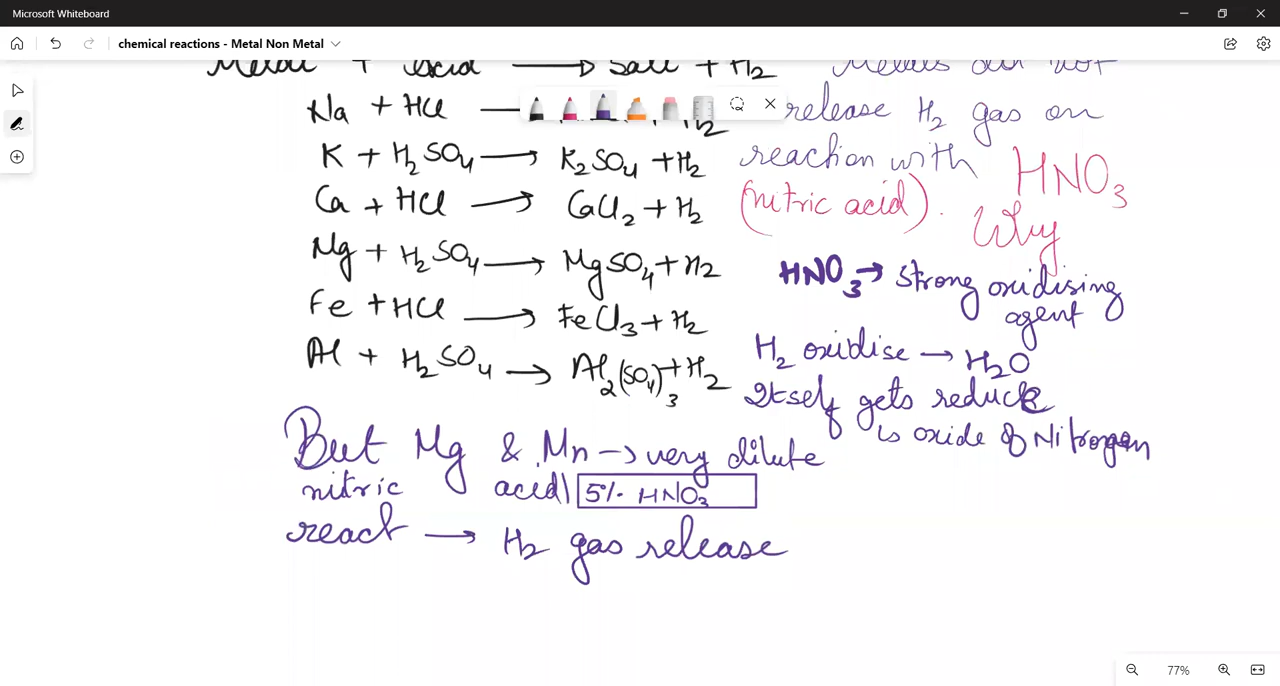 Microsoft Whiteboard
chemical reactions - Metal Non Metal
Metal + acid → Salt + H2
Na + HCl →
K + H2SO4 → K2SO4 + H2
Ca + HCl → CaCl2 + H2
Mg + H2SO4 → MgSO4 + H2
Fe + HCl → FeCl3 + H2
Al + H2SO4 → Al2(SO4)3 + H2
Metals do not
release H2 gas on
reaction with HNO3
(nitric acid). Why
HNO3 → Strong oxidising
agent
H2 oxidise → H2O
Itself gets reduce
is oxide of Nitrogen
But Mg & Mn → very dilute
nitric acid 5% HNO3
react → H2 gas release
77%